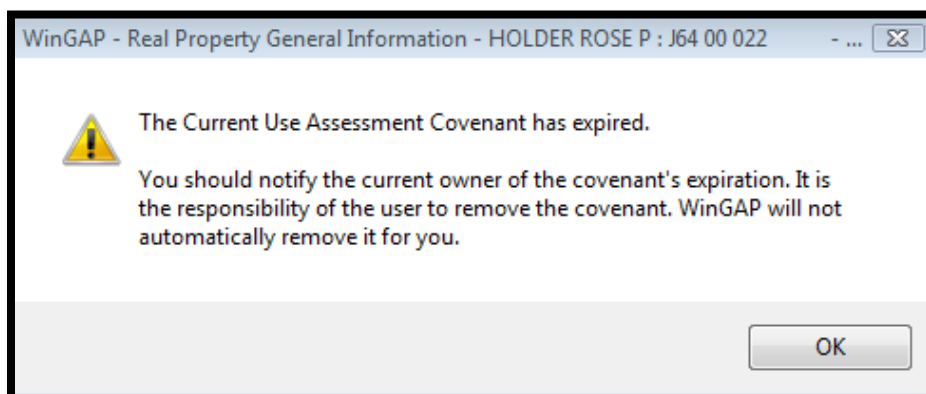 WinGAP - Real Property General Information - HOLDER ROSE P : J64 00 022 - ...
The Current Use Assessment Covenant has expired.
You should notify the current owner of the covenant's expiration. It is
the responsibility of the user to remove the covenant. WinGAP will not
automatically remove it for you.
OK